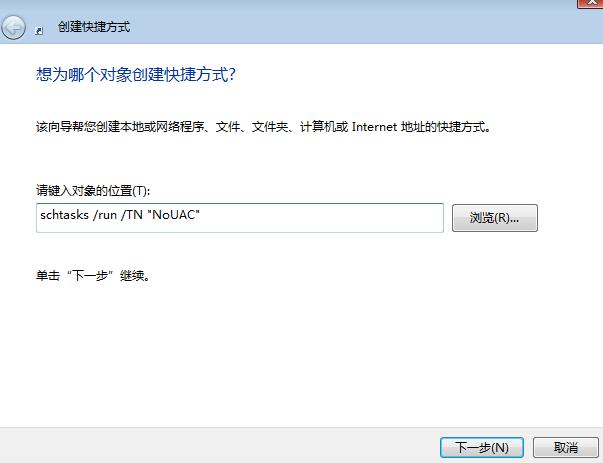 创建快捷方式
想为哪个对象创建快捷方式?
该向导帮您创建本地或网络程序、文件、文件夹、计算机或 Internet 地址的快捷方式。
请键入对象的位置(T):
schtasks /run /TN "NoUAC"
浏览(R)...
单击“下一步”继续。
下一步(N)
取消